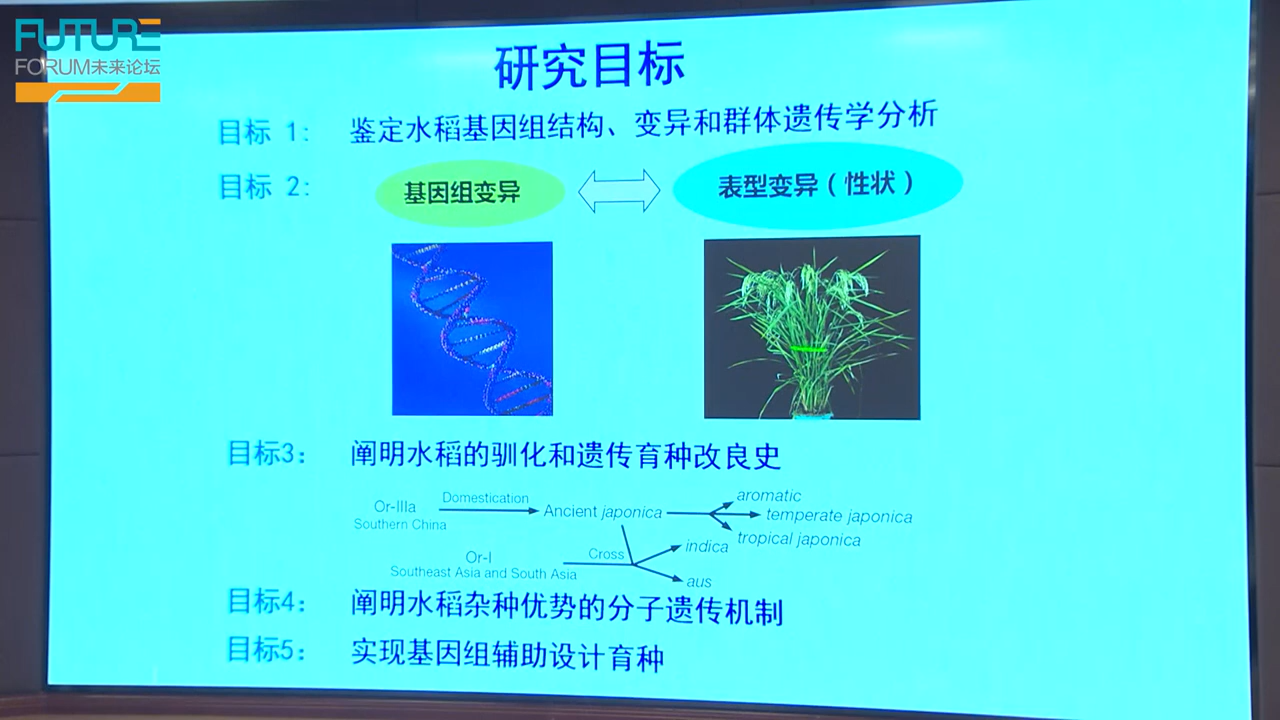 FUTURE
FORUM未来论坛
研究目标
目标 1: 鉴定水稻基因组结构、变异和群体遗传学分析
目标 2: 基因组变异 表型变异（性状）
目标3： 阐明水稻的驯化和遗传育种改良史
Or-IIIa Domestication Ancient japonica aromatic
Southern China temperate japonica
tropical japonica
Or-I Cross indica
Southeast Asia and South Asia aus
目标4： 阐明水稻杂种优势的分子遗传机制
目标5： 实现基因组辅助设计育种